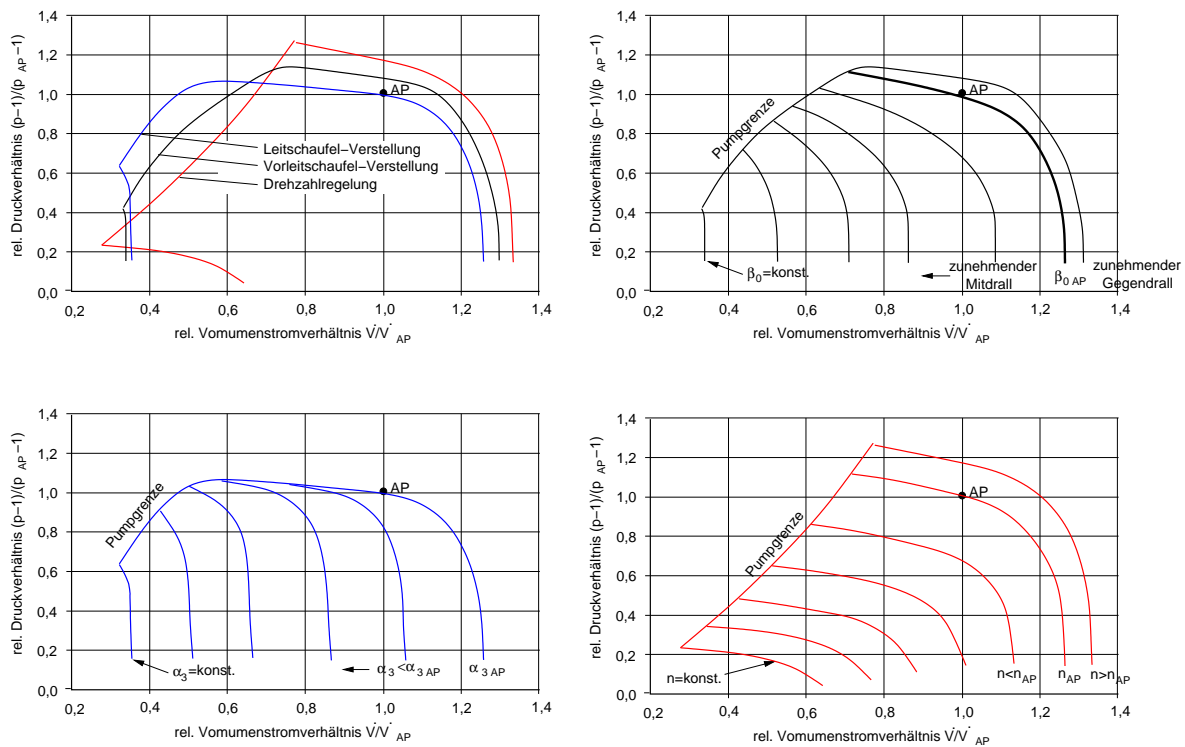 rel. Druckverhältnis (p−1)/(p AP−1)
1,4
1,2
1,0
0,8
0,6
0,4
0,2
0,0
AP
Leitschaufel−Verstellung
Vorleitschaufel−Verstellung
Drehzahlregelung
0,2 0,4 0,6 0,8 1,0 1,2 1,4
rel. Vomumenstromverhältnis V̇/V̇ AP
rel. Druckverhältnis (p−1)/(p AP−1)
1,4
1,2
1,0
0,8
0,6
0,4
0,2
0,0
Pumpgrenze
AP
β0=konst.
zunehmender
Mitdrall
β0 AP
zunehmender
Gegendrall
0,2 0,4 0,6 0,8 1,0 1,2 1,4
rel. Vomumenstromverhältnis V̇/V̇ AP
rel. Druckverhältnis (p−1)/(p AP−1)
1,4
1,2
1,0
0,8
0,6
0,4
0,2
0,0
Pumpgrenze
AP
α3=konst.
α3<α3 AP
α3 AP
0,2 0,4 0,6 0,8 1,0 1,2 1,4
rel. Vomumenstromverhältnis V̇/V̇ AP
rel. Druckverhältnis (p−1)/(p AP−1)
1,4
1,2
1,0
0,8
0,6
0,4
0,2
0,0
Pumpgrenze
AP
n=konst.
n<nAP
nAP
n>nAP
0,2 0,4 0,6 0,8 1,0 1,2 1,4
rel. Vomumenstromverhältnis V̇/V̇ AP